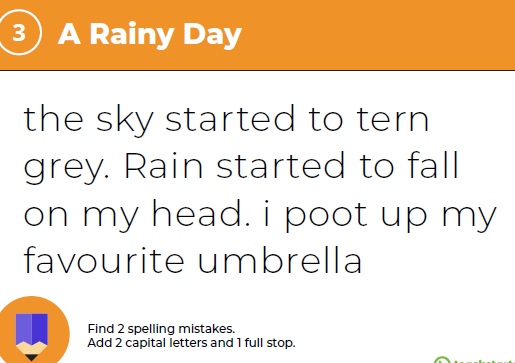 3 A Rainy Day
the sky started to tern
grey. Rain started to fall
on my head. i poot up my
favourite umbrella
Find 2 spelling mistakes.
Add 2 capital letters and 1 full stop.